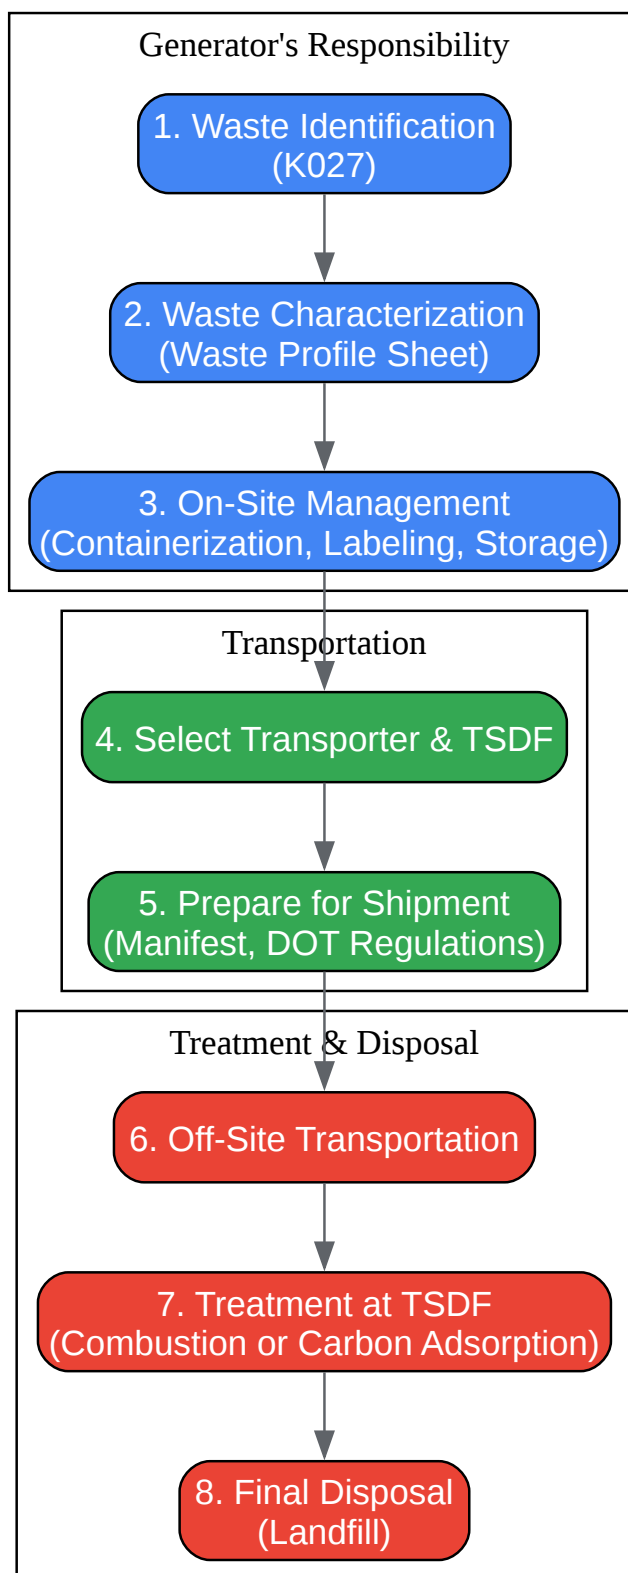 Generator's Responsibility
1. Waste Identification
(K027)
2. Waste Characterization
(Waste Profile Sheet)
3. On-Site Management
(Containerization, Labeling, Storage)
Transportation
4. Select Transporter & TSDF
5. Prepare for Shipment
(Manifest, DOT Regulations)
Treatment & Disposal
6. Off-Site Transportation
7. Treatment at TSDF
(Combustion or Carbon Adsorption)
8. Final Disposal
(Landfill)